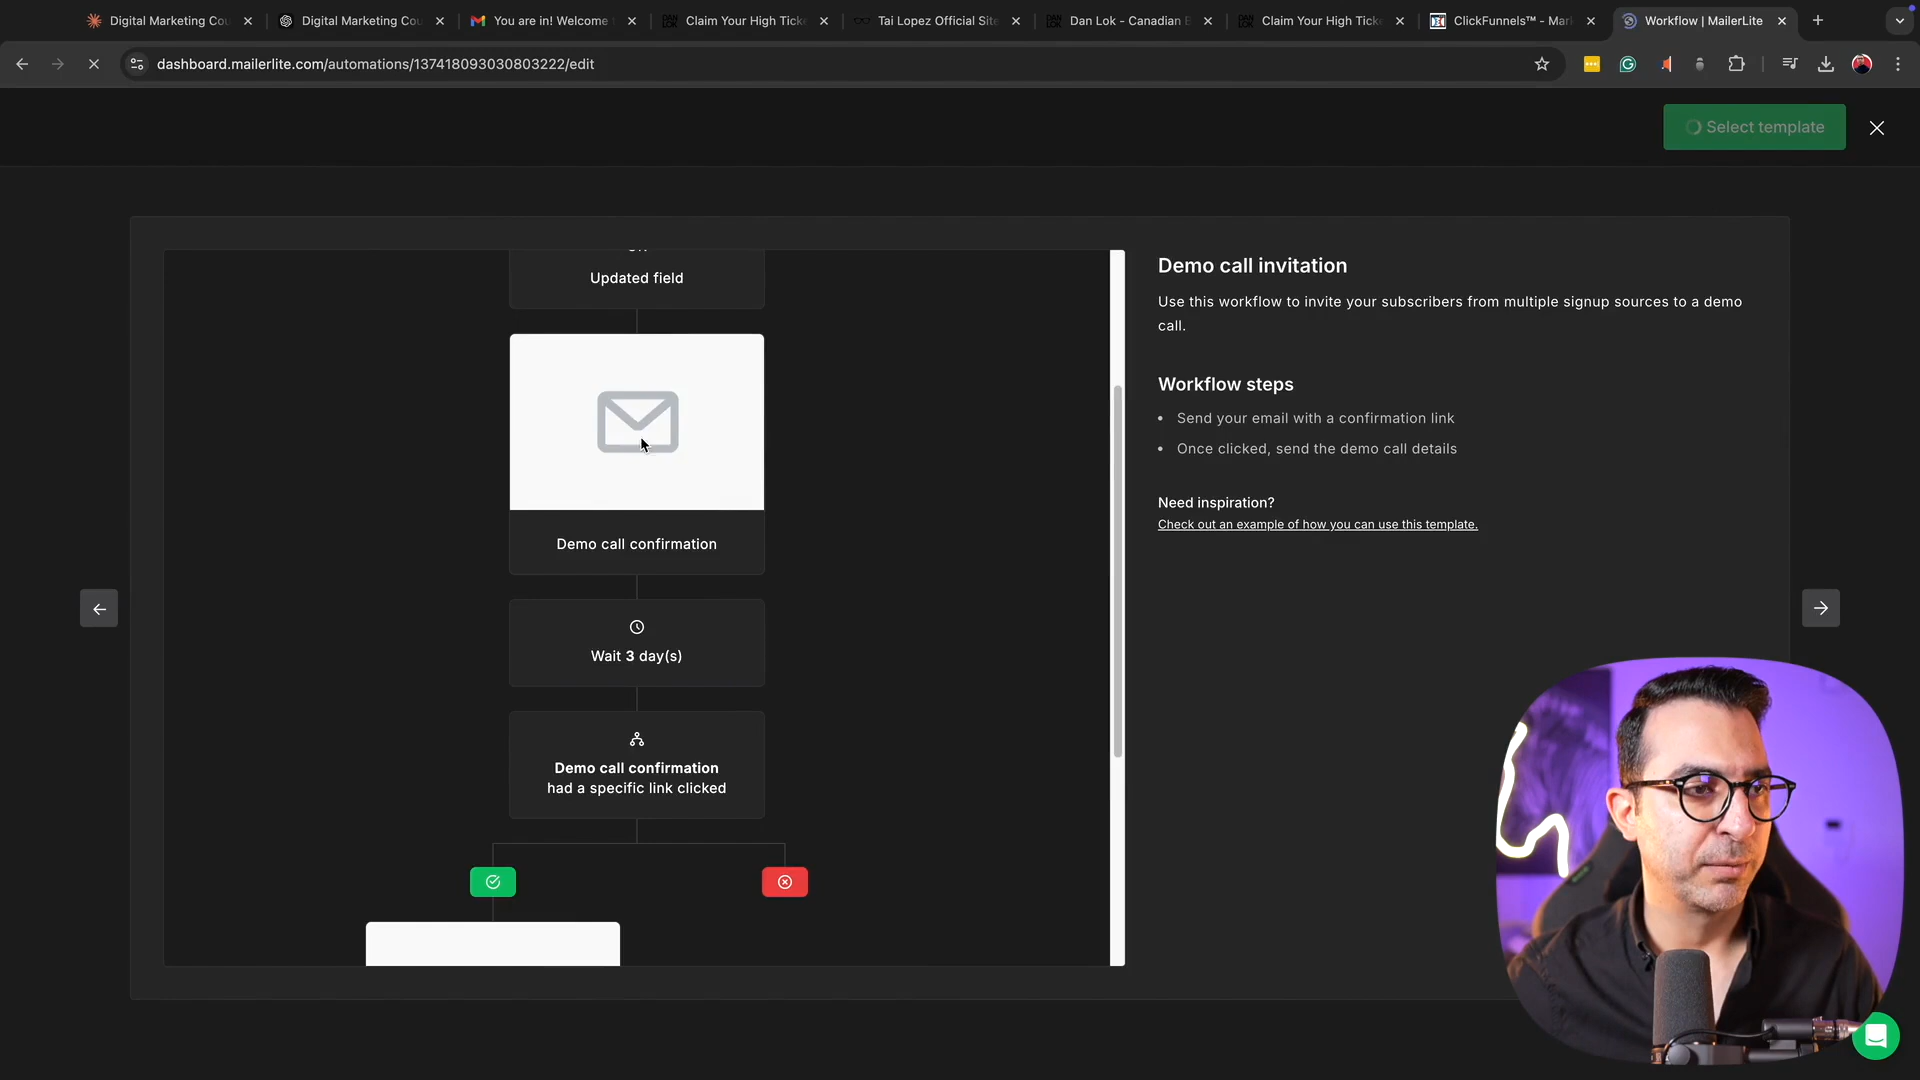 Digital Marketing Cou
Digital Marketing Cou
You are in! Welcome
Claim Your High Ticke
Tai Lopez Official Site
Dan Lok - Canadian B
Claim Your High Ticke
ClickFunnels™ - Mar
Workflow | MailerLite
dashboard.mailerlite.com/automations/137418093030803222/edit
Select template
Updated field
Demo call confirmation
Wait 3 day(s)
Demo call confirmation
had a specific link clicked
Demo call invitation
Use this workflow to invite your subscribers from multiple signup sources to a demo
call.
Workflow steps
• Send your email with a confirmation link
• Once clicked, send the demo call details
Need inspiration?
Check out an example of how you can use this template.